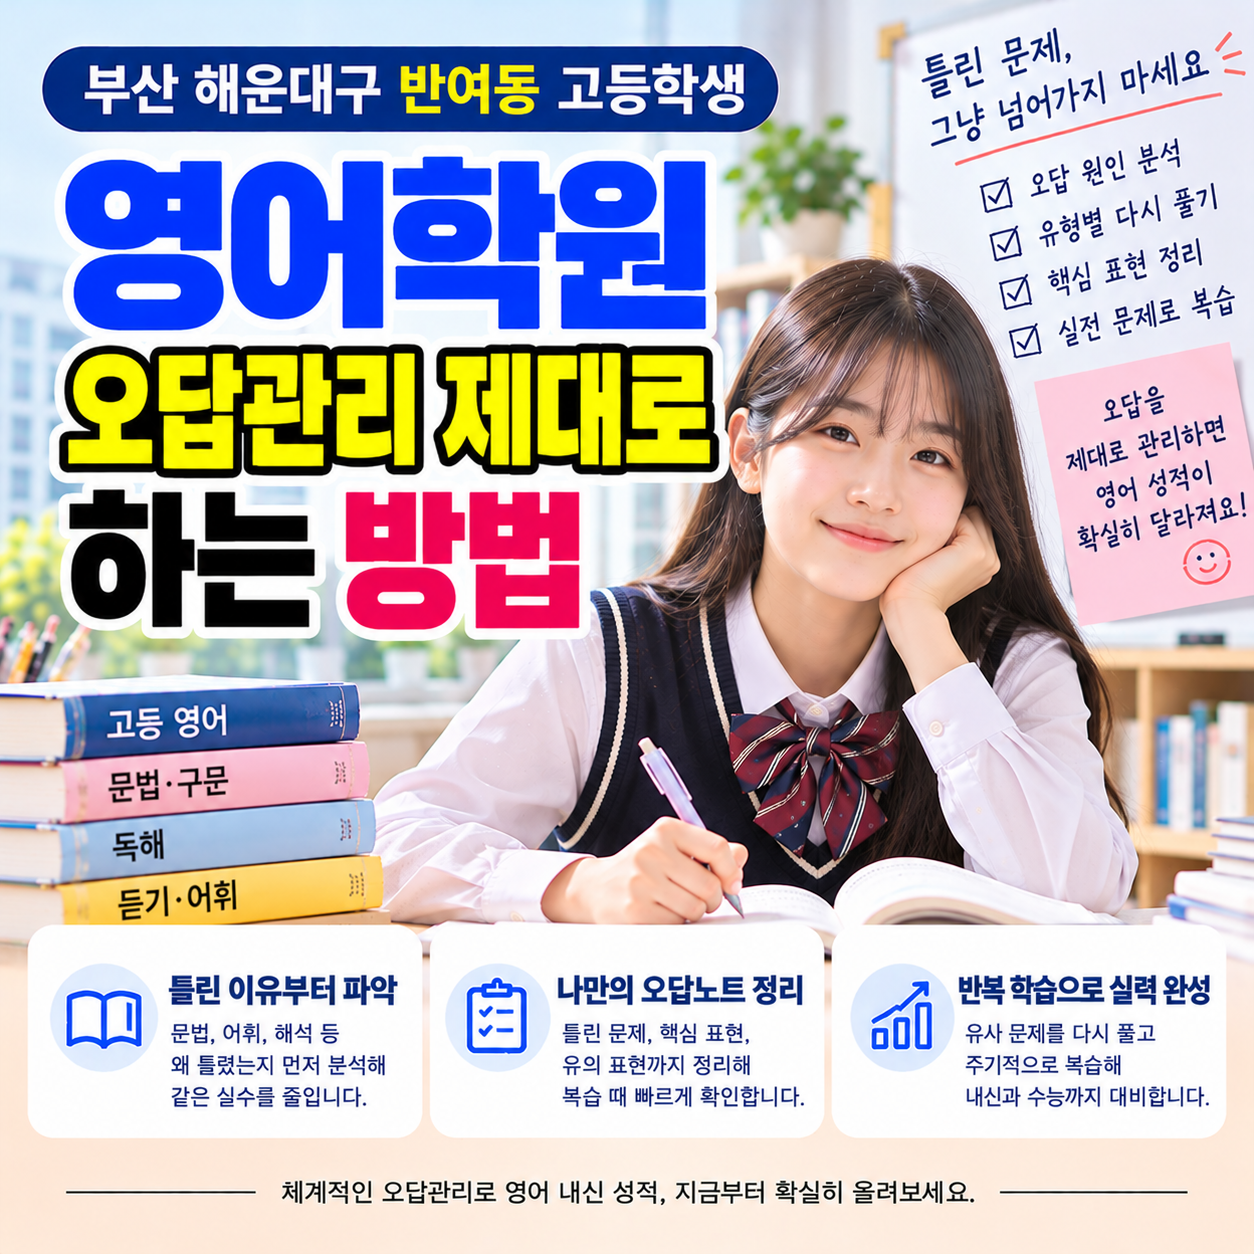 부산 해운대구 반여동 고등학생
영어학원
오답관리 제대로
하는 방법
틀린 문제,
그냥 넘어가지 마세요
오답 원인 분석
유형별 다시 풀기
핵심 표현 정리
실전 문제로 복습
오답을
제대로 관리하면
영어 성적이
확실히 달라져요!
고등 영어
문법·구문
독해
듣기·어휘
틀린 이유부터 파악
문법, 어휘, 해석 등
왜 틀렸는지 먼저 분석해
같은 실수를 줄입니다.
나만의 오답노트 정리
틀린 문제, 핵심 표현,
유의 표현까지 정리해
복습 때 빠르게 확인합니다.
반복 학습으로 실력 완성
유사 문제를 다시 풀고
주기적으로 복습해
내신과 수능까지 대비합니다.
체계적인 오답관리로 영어 내신 성적, 지금부터 확실히 올려보세요.